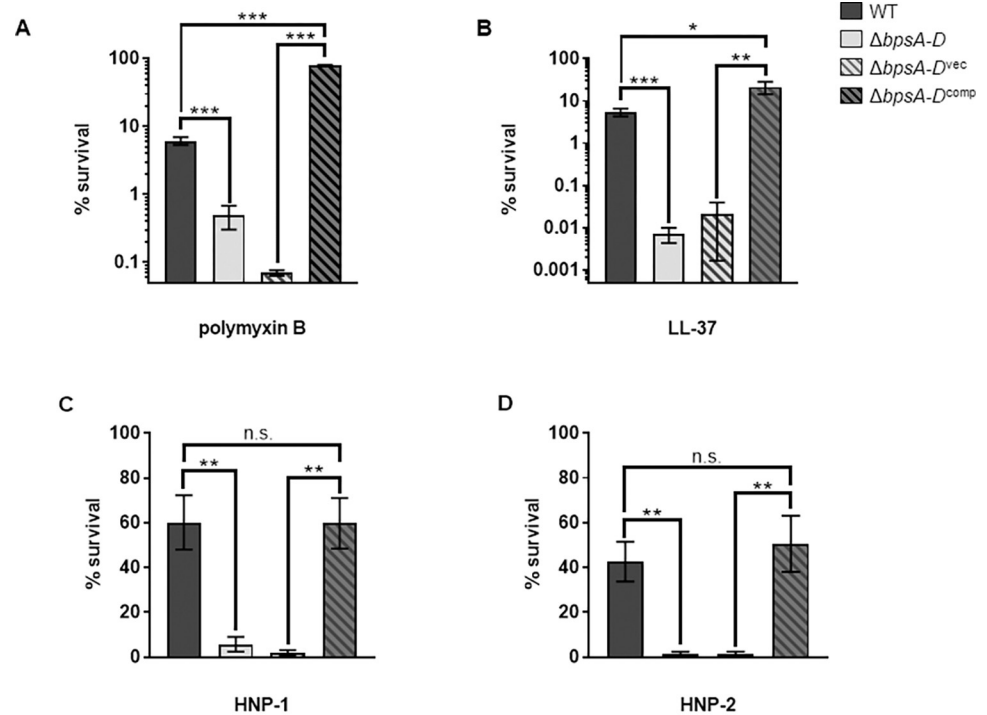 WT
ΔbpsA-D
ΔbpsA-Dvec
ΔbpsA-Dcomp
A
***
***
***
100
10
1
0.1
% survival
polymyxin B
B
*
***
**
100
10
1
0.1
0.01
0.001
% survival
LL-37
C
n.s.
**
**
100
80
60
40
20
0
% survival
HNP-1
D
n.s.
**
**
100
80
60
40
20
0
% survival
HNP-2